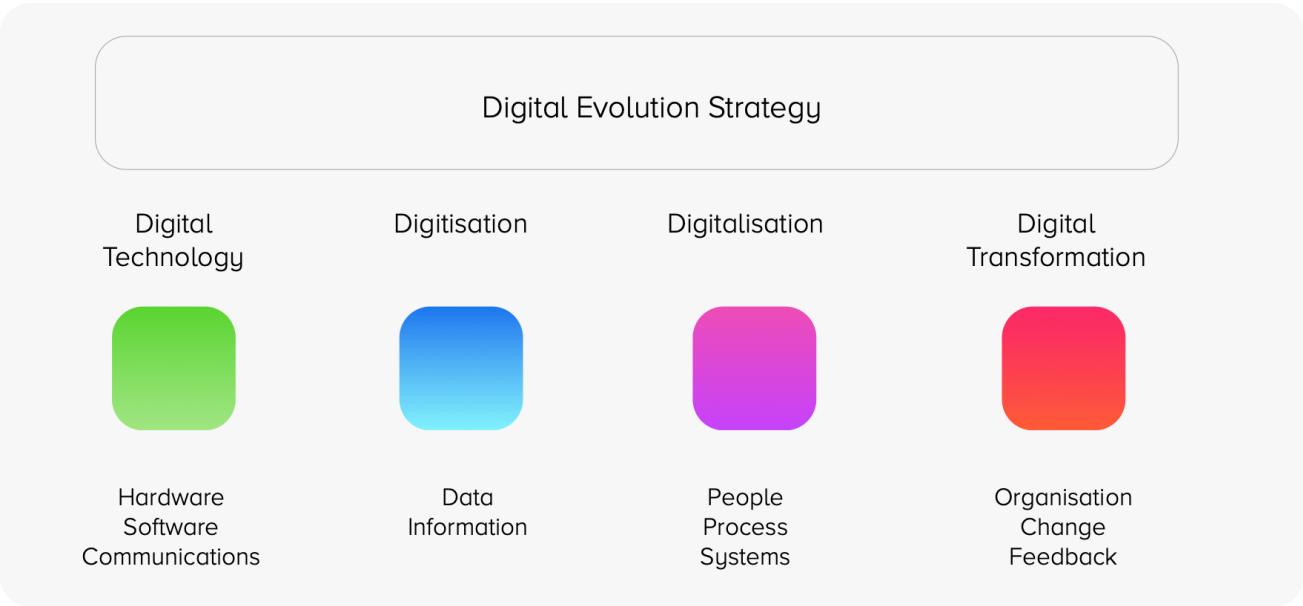 Digital Evolution Strategy
Digital
Technology
Digitisation
Digitalisation
Digital
Transformation
Hardware
Software
Communications
Data
Information
People
Process
Systems
Organisation
Change
Feedback